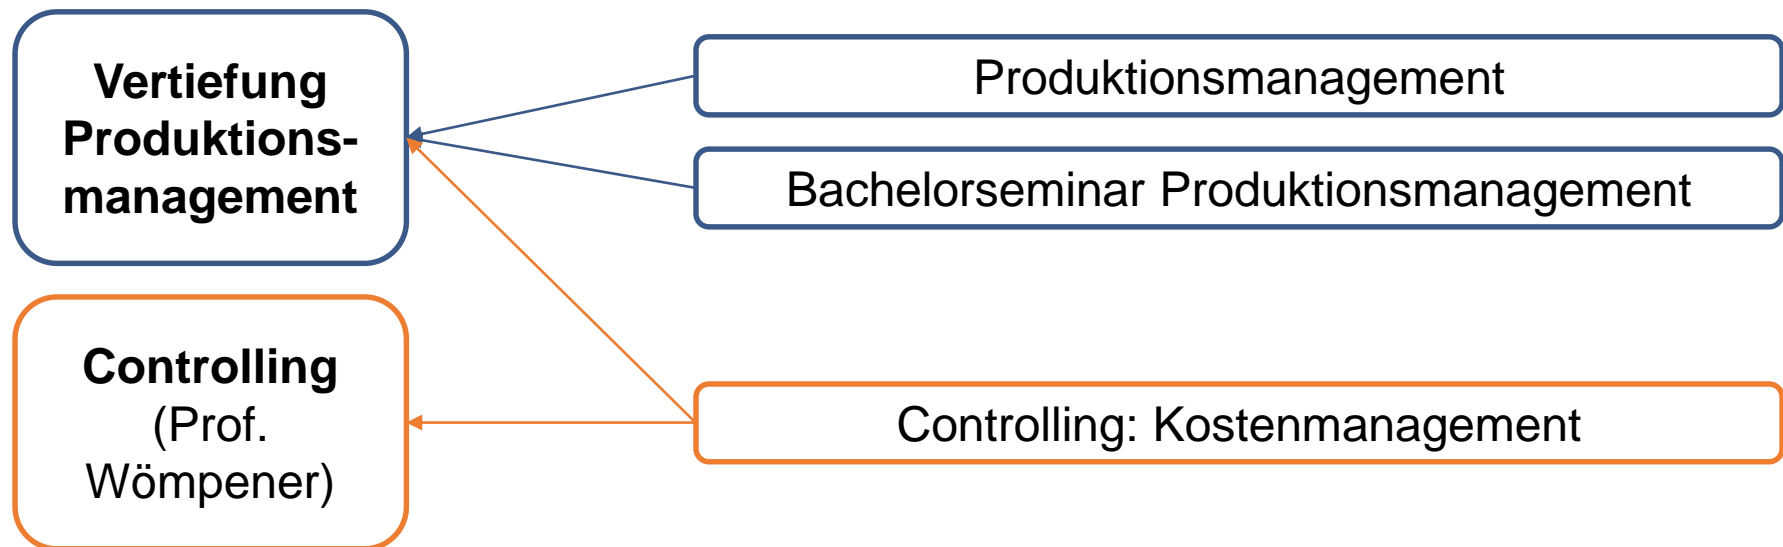 Vertiefung
Produktions-
management
Produktionsmanagement
Bachelorseminar Produktionsmanagement
Controlling
(Prof.
Wömpener)
Controlling: Kostenmanagement